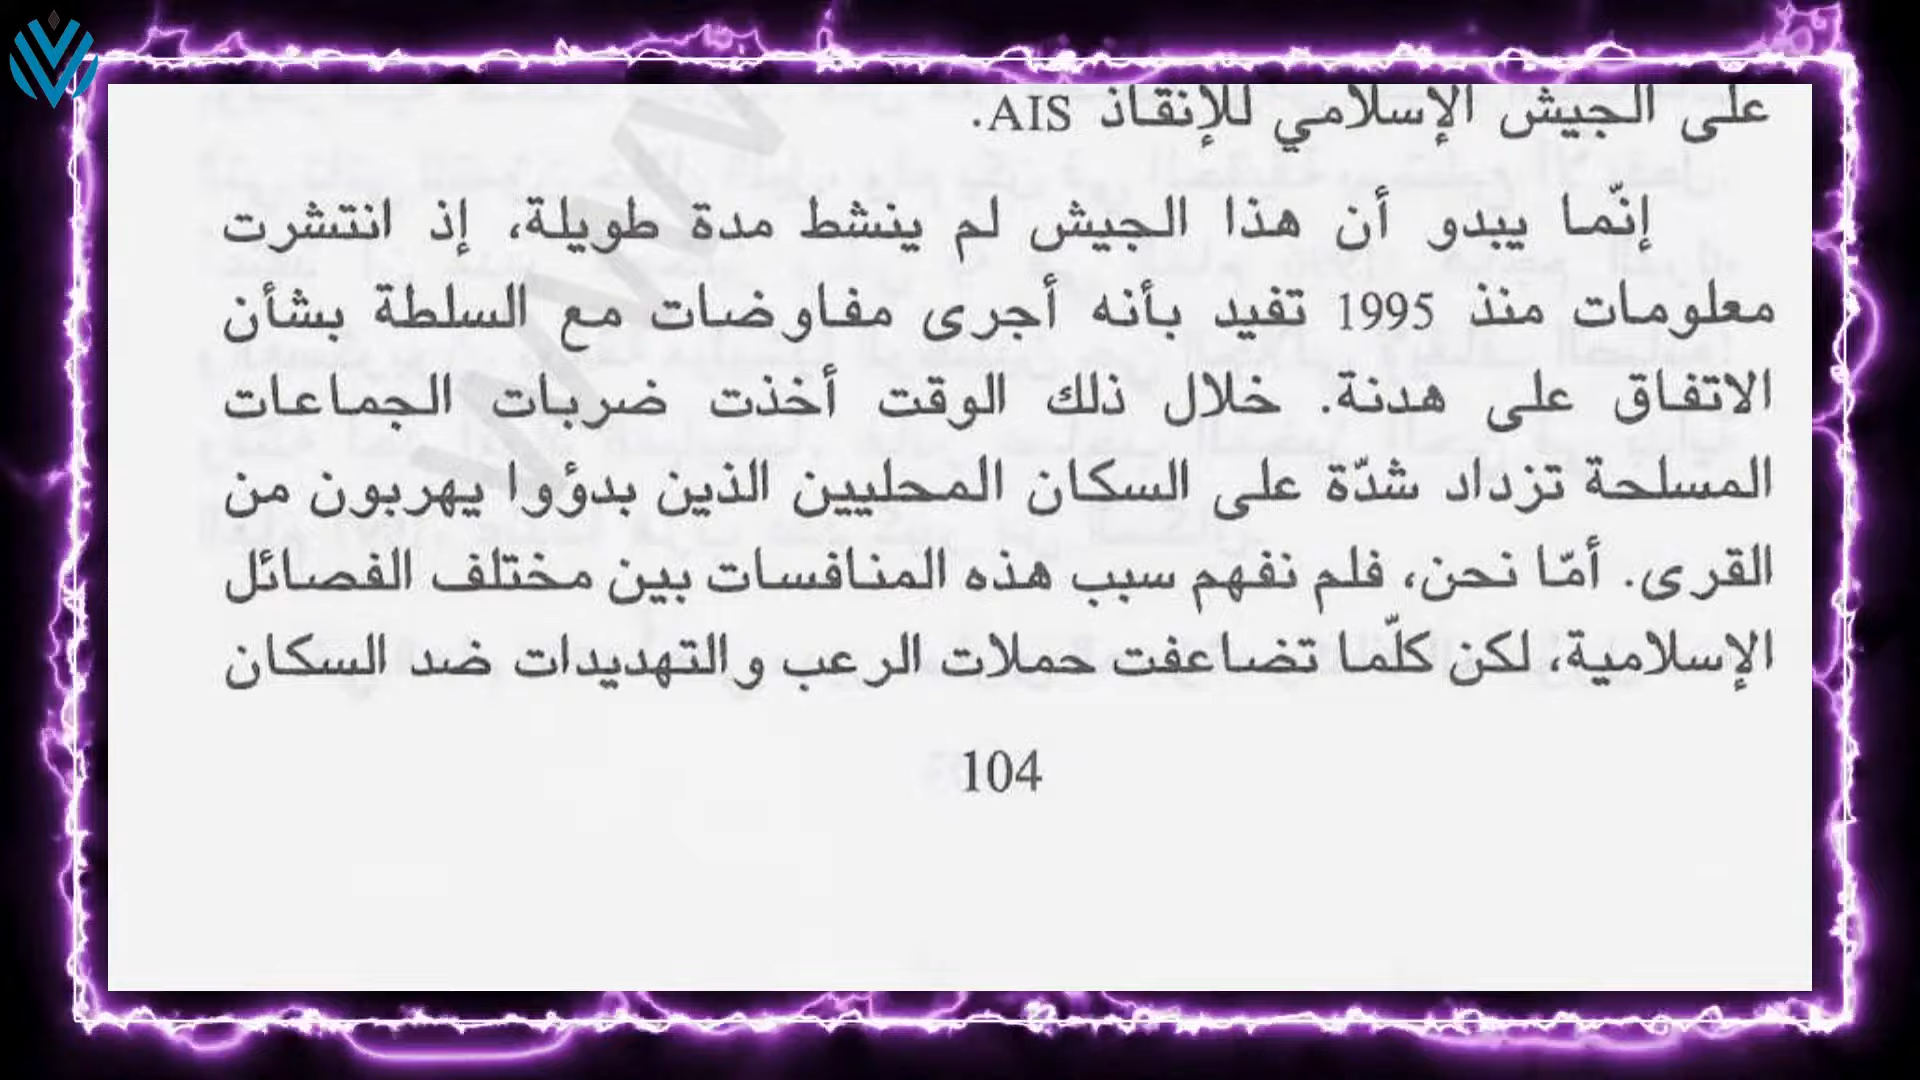 على الجيش الإسلامي للإنقاذ AIS.
إنّما يبدو أن هذا الجيش لم ينشط مدة طويلة، إذ انتشرت
معلومات منذ 1995 تفيد بأنه أجرى مفاوضات مع السلطة بشأن
الاتفاق على هدنة. خلال ذلك الوقت أخذت ضربات الجماعات
المسلحة تزداد شدّة على السكان المحليين الذين بدؤوا يهربون من
القرى. أمّا نحن، فلم نفهم سبب هذه المنافسات بين مختلف الفصائل
الإسلامية، لكن كلّما تضاعفت حملات الرعب والتهديدات ضد السكان
104